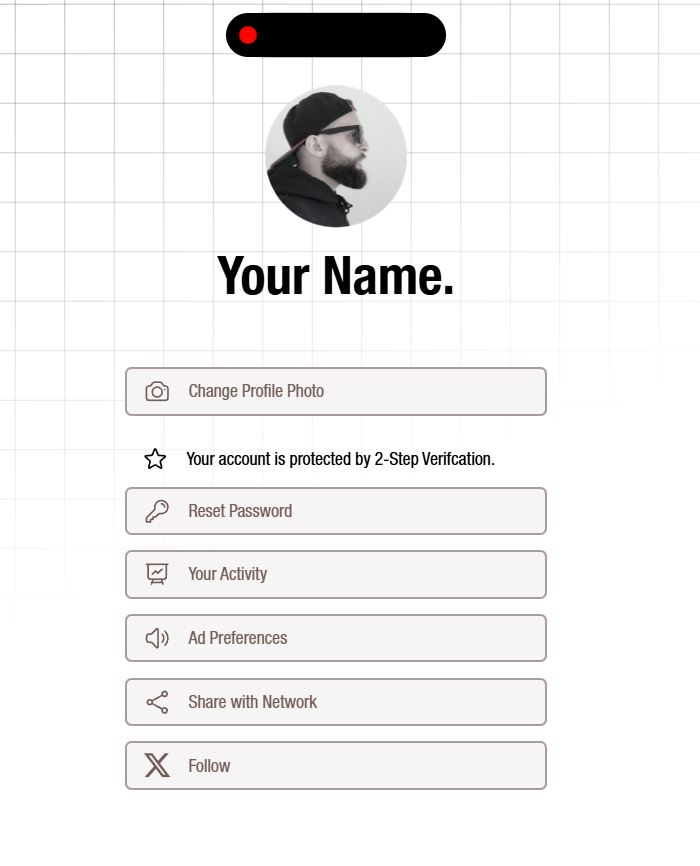 Your Name.
Change Profile Photo
Your account is protected by 2-Step Verifcation.
Reset Password
Your Activity
Ad Preferences
Share with Network
Follow